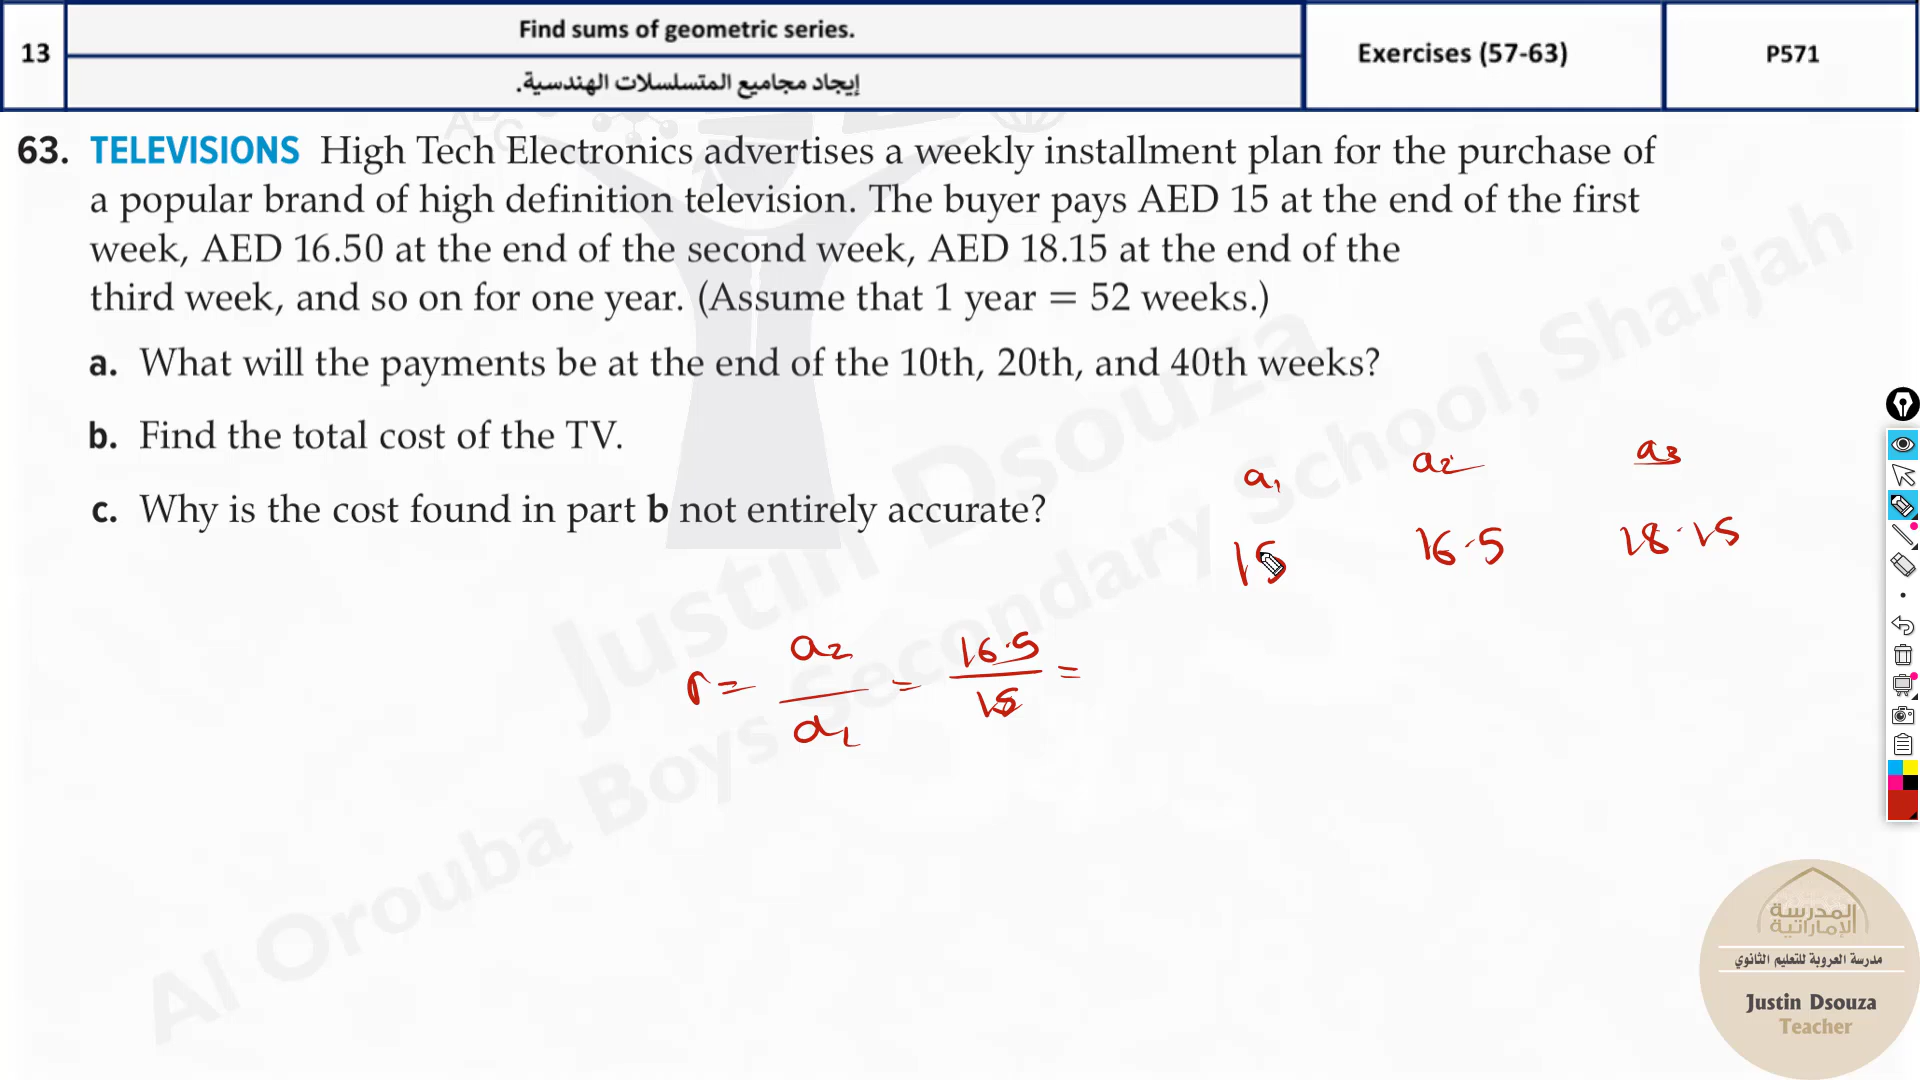 13
Find sums of geometric series.
إيجاد مجاميع المتسلسلات الهندسية.
Exercises (57-63)
P571
63. TELEVISIONS High Tech Electronics advertises a weekly installment plan for the purchase of
a popular brand of high definition television. The buyer pays AED 15 at the end of the first
week, AED 16.50 at the end of the second week, AED 18.15 at the end of the
third week, and so on for one year. (Assume that 1 year = 52 weeks.)
a. What will the payments be at the end of the 10th, 20th, and 40th weeks?
b. Find the total cost of the TV.
c. Why is the cost found in part b not entirely accurate?
a1 a2 a3
15 16.5 18.15
r = a2/a1 = 16.5/15 =
Justin Dsouza
Al Orouba Boys Secondary School, Sharjah
المدرسة
الإماراتية
مدرسة العروبة للتعليم الثانوي
Justin Dsouza
Teacher